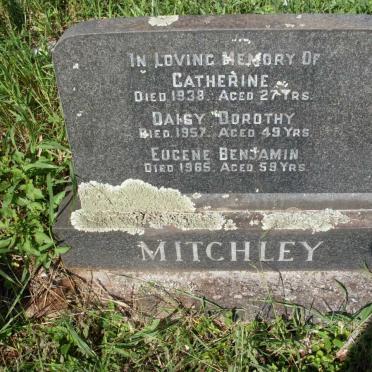 In Loving Memory Of
Catherine
Died 1938. Aged 27 Yrs.
Daisy Dorothy
Died 1957. Aged 49 Yrs.
Eugene Benjamin
Died 1965. Aged 59 Yrs.
Mitchley